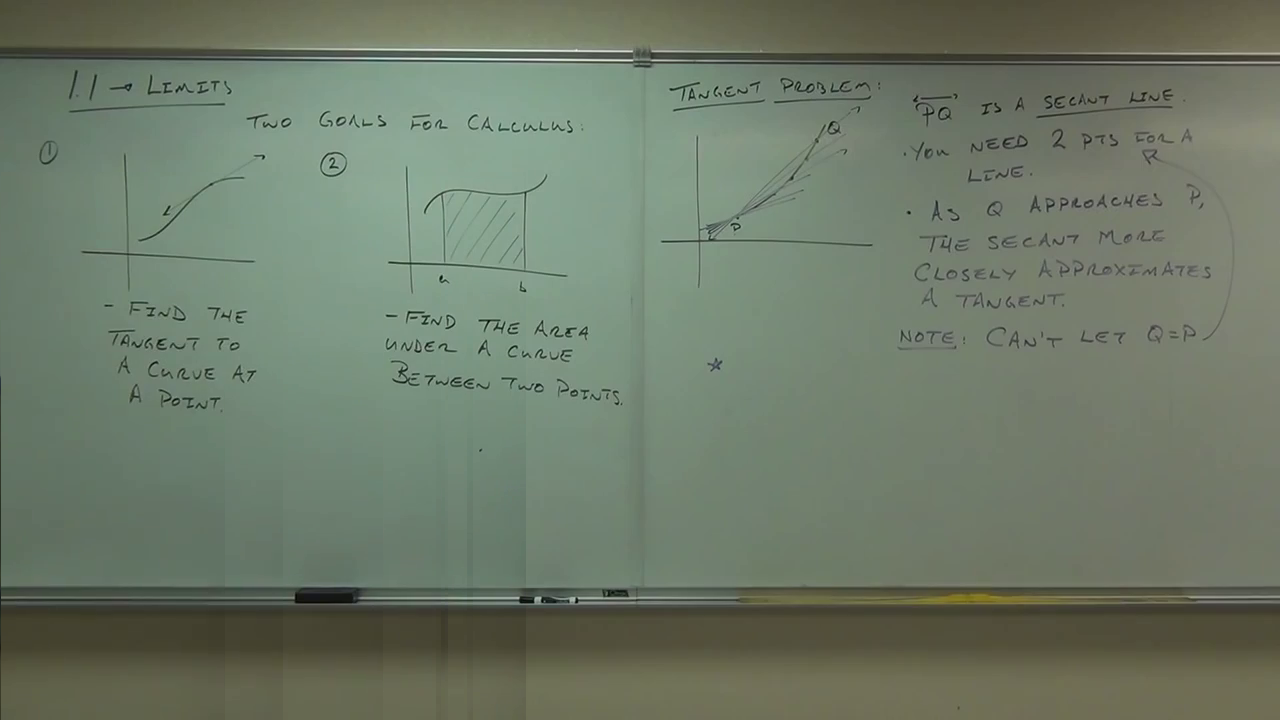 1.1 → LIMITS
TWO GOALS FOR CALCULUS:
①
②
a
b
- FIND THE
TANGENT TO
A CURVE AT
A POINT.
- FIND THE AREA
UNDER A CURVE
BETWEEN TWO POINTS.
TANGENT PROBLEM:
Q
P
PQ IS A SECANT LINE.
• YOU NEED 2 PTS FOR A
LINE.
• AS Q APPROACHES P,
THE SECANT MORE
CLOSELY APPROXIMATES
A TANGENT.
NOTE: CAN'T LET Q=P